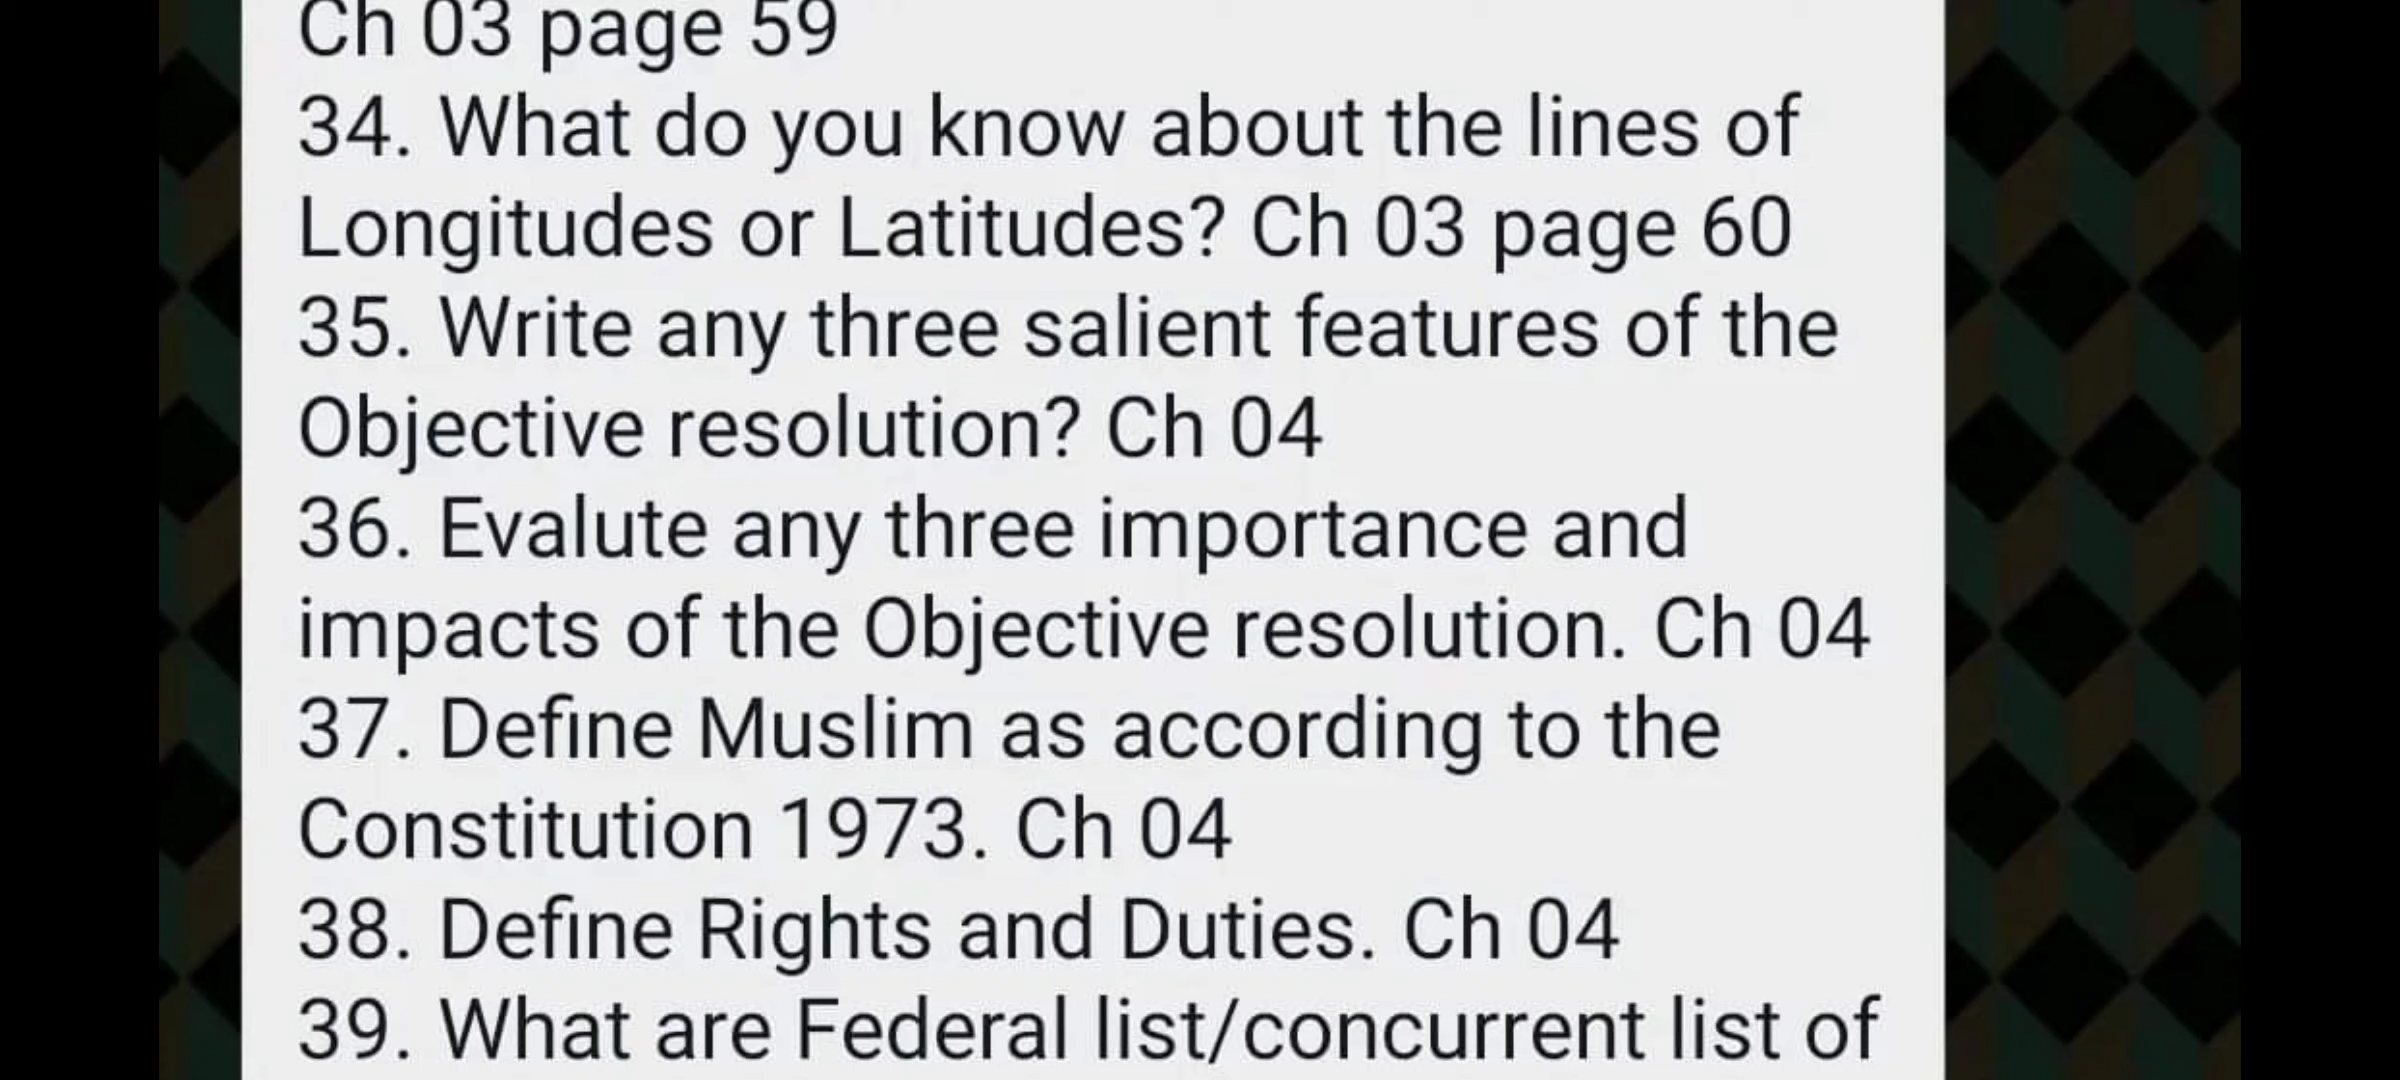 Ch 03 page 59
34. What do you know about the lines of
Longitudes or Latitudes? Ch 03 page 60
35. Write any three salient features of the
Objective resolution? Ch 04
36. Evalute any three importance and
impacts of the Objective resolution. Ch 04
37. Define Muslim as according to the
Constitution 1973. Ch 04
38. Define Rights and Duties. Ch 04
39. What are Federal list/concurrent list of